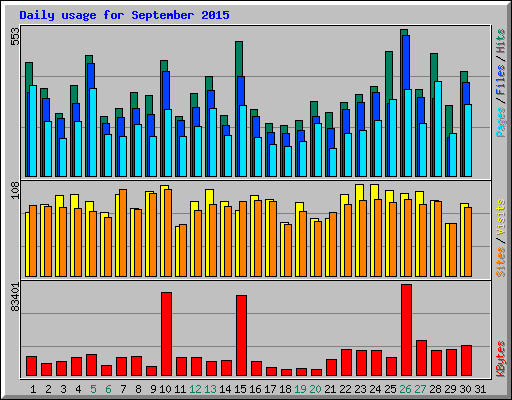 Daily usage for September 2015
553
Pages/Files/Hits
108
Sites/Visits
83401
KBytes
1 2 3 4 5 6 7 8 9 10 11 12 13 14 15 16 17 18 19 20 21 22 23 24 25 26 27 28 29 30 31